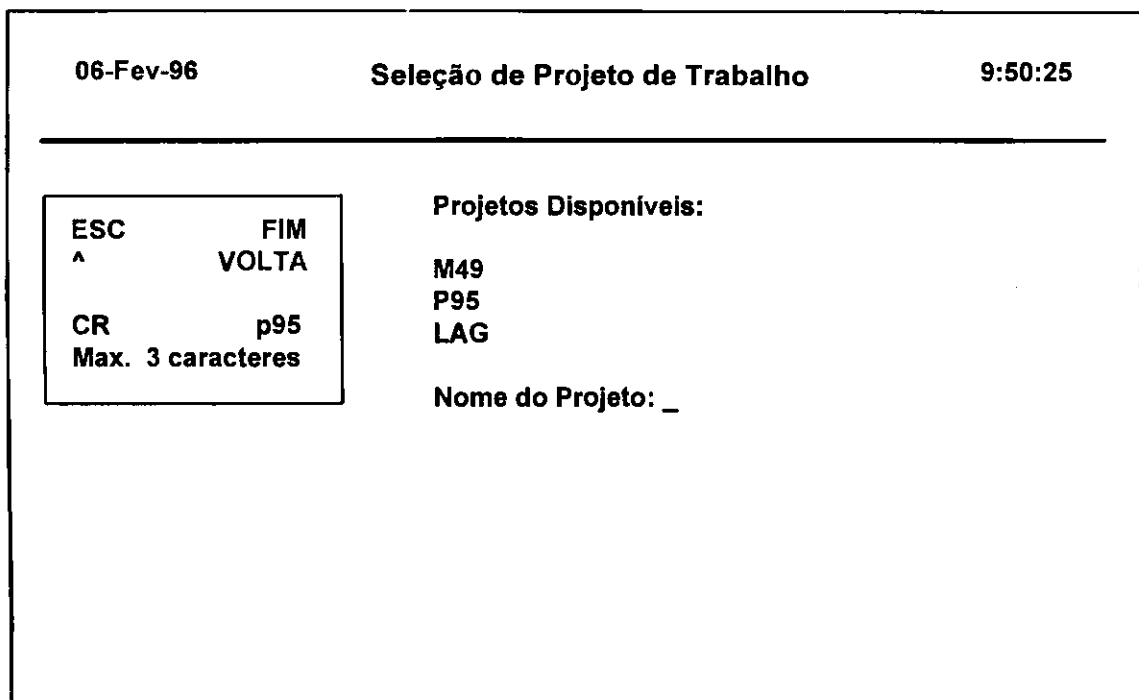 06-Fev-96 Seleção de Projeto de Trabalho 9:50:25
ESC FIM
^ VOLTA
CR p95
Max. 3 caracteres
Projetos Disponíveis:
M49
P95
LAG
Nome do Projeto: _